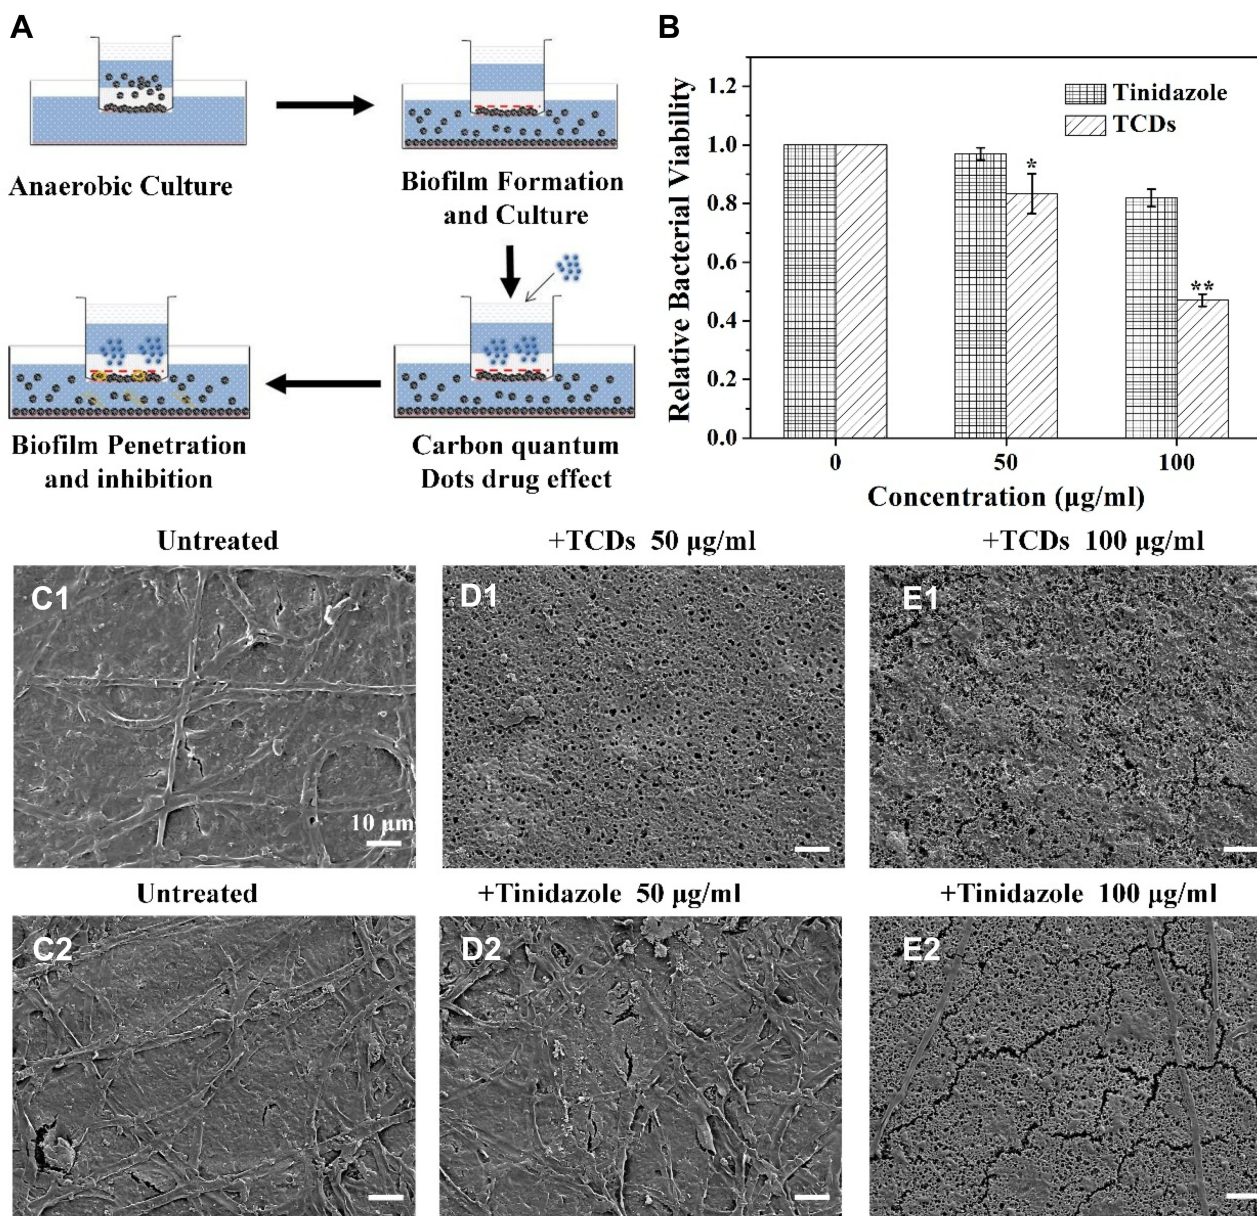 A
Anaerobic Culture
Biofilm Formation
and Culture
Biofilm Penetration
and inhibition
Carbon quantum
Dots drug effect
B
Relative Bacterial Viability
1.2
1.0
0.8
0.6
0.4
0.2
0.0
Tinidazole
TCDs
*
**
0
50
100
Concentration (μg/ml)
Untreated
+TCDs 50 μg/ml
+TCDs 100 μg/ml
C1
10 μm
D1
E1
Untreated
+Tinidazole 50 μg/ml
+Tinidazole 100 μg/ml
C2
D2
E2